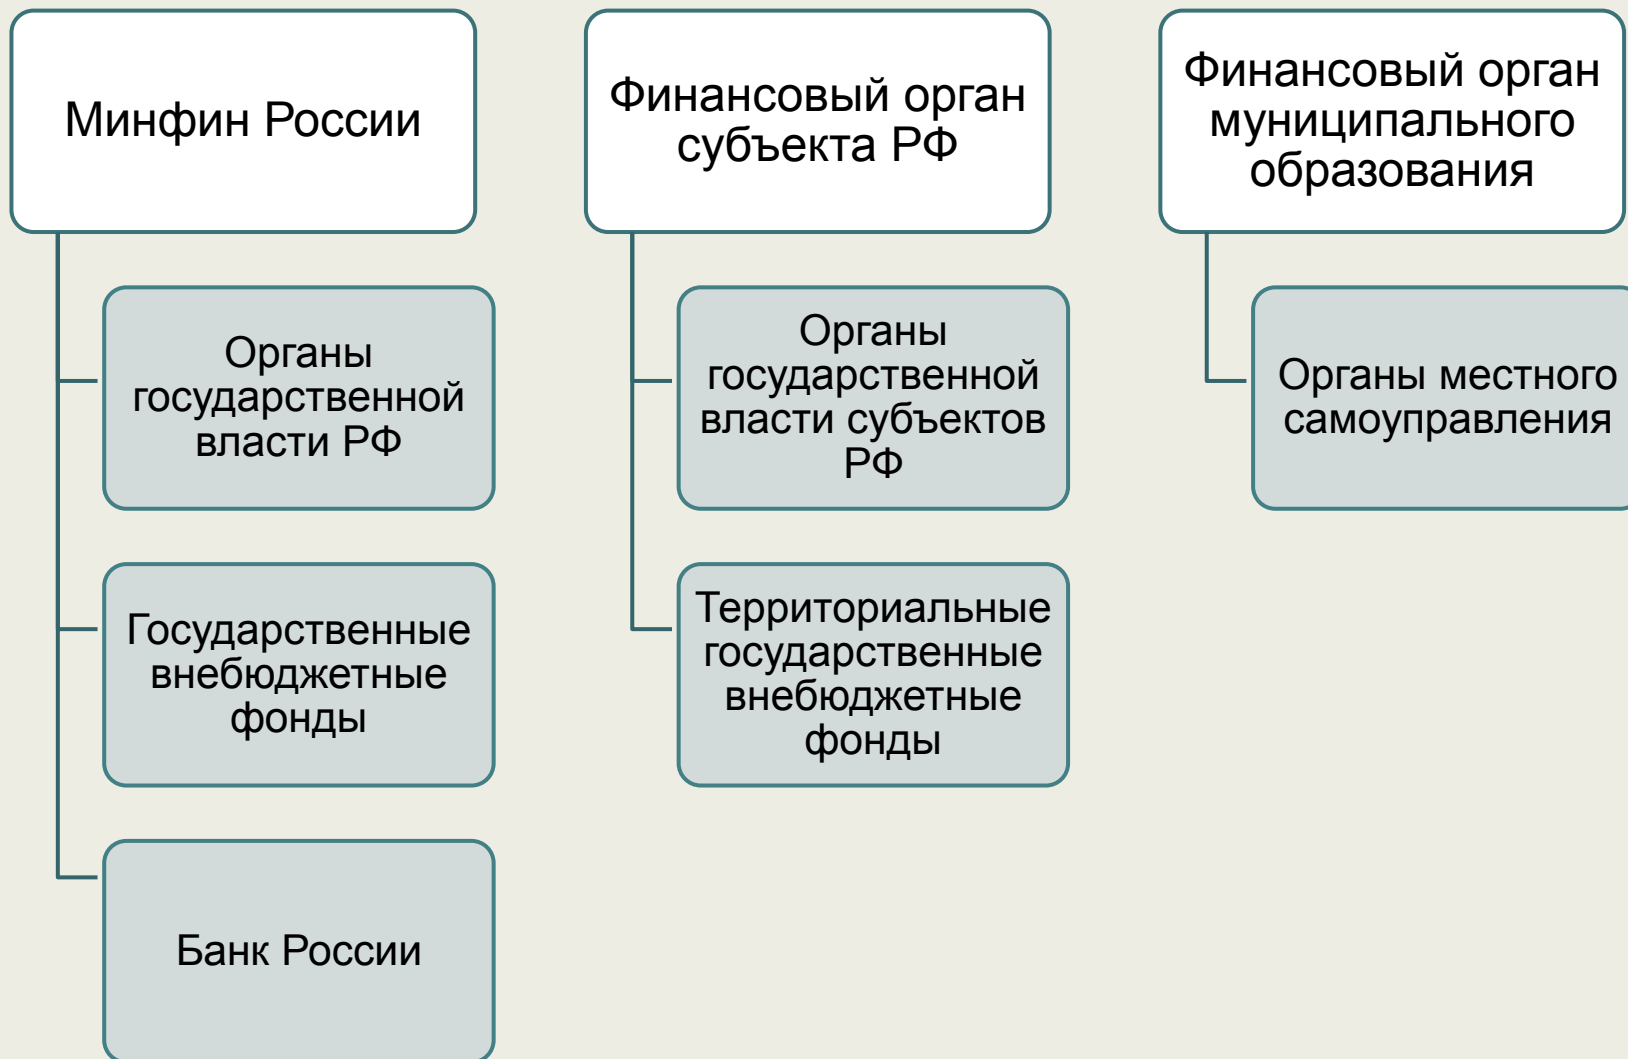 Минфин России
Органы
государственной
власти РФ
Государственные
внебюджетные
фонды
Банк России
Финансовый орган
субъекта РФ
Органы
государственной
власти субъектов
РФ
Территориальные
государственные
внебюджетные
фонды
Финансовый орган
муниципального
образования
Органы местного
самоуправления